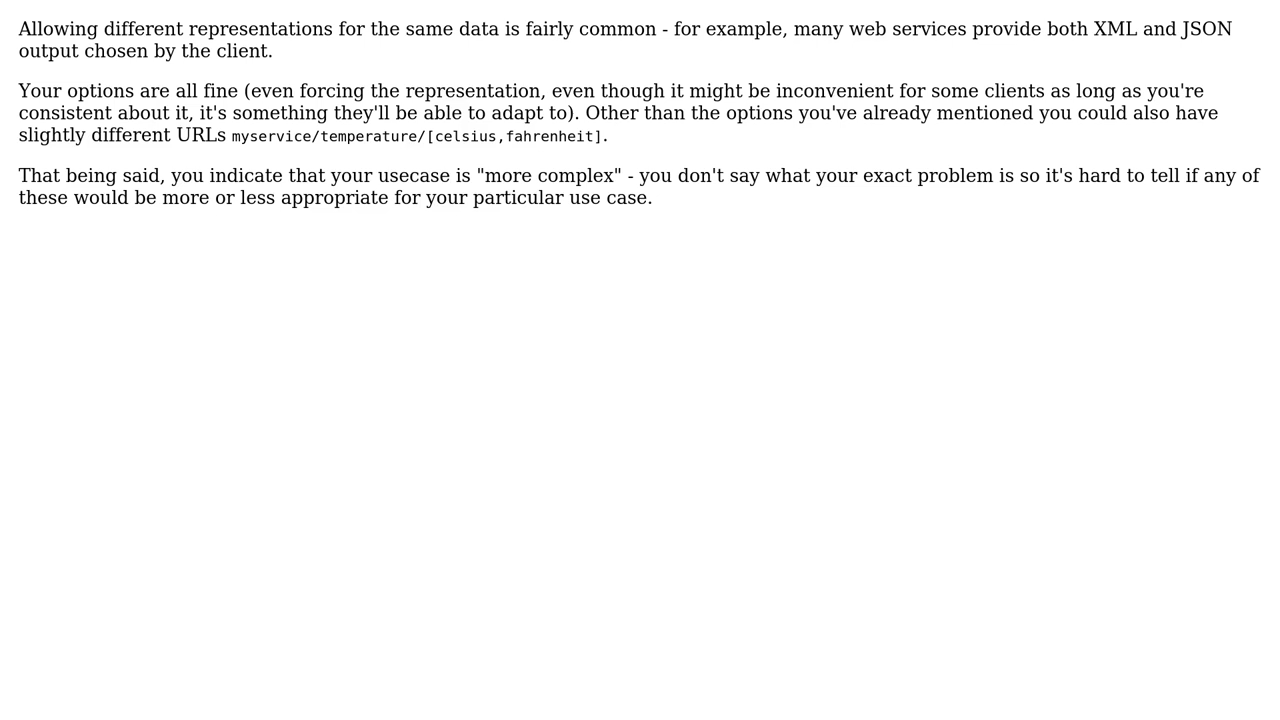 Allowing different representations for the same data is fairly common - for example, many web services provide both XML and JSON
output chosen by the client.
Your options are all fine (even forcing the representation, even though it might be inconvenient for some clients as long as you're
consistent about it, it's something they'll be able to adapt to). Other than the options you've already mentioned you could also have
slightly different URLs myservice/temperature/[celsius,fahrenheit].
That being said, you indicate that your usecase is "more complex" - you don't say what your exact problem is so it's hard to tell if any of
these would be more or less appropriate for your particular use case.